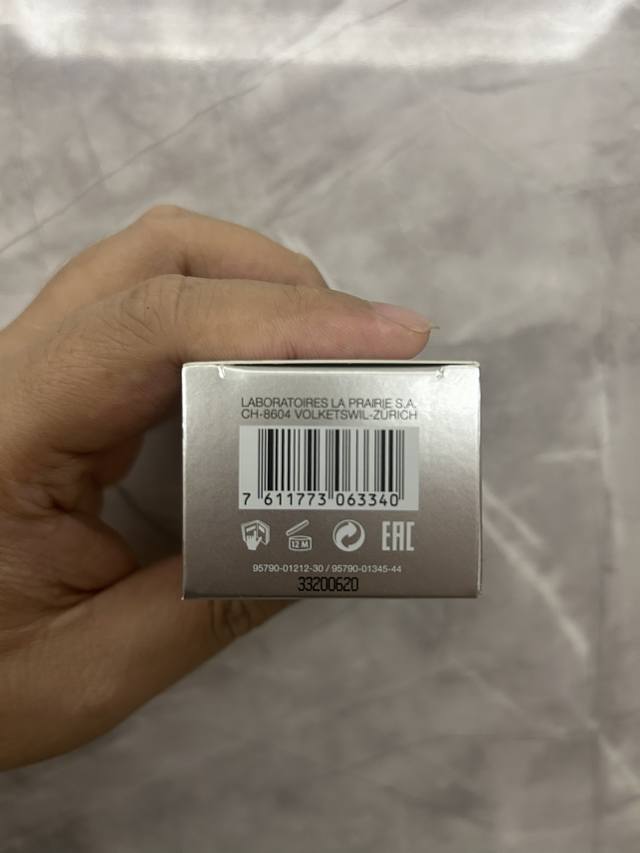 LABORATOIRES LA PRAIRIE S.A.
CH-8604 VOLKETSWIL-ZURICH
7 611773 063340
12 M
EAC
95790-01212-30 / 95790-01345-44
33200620